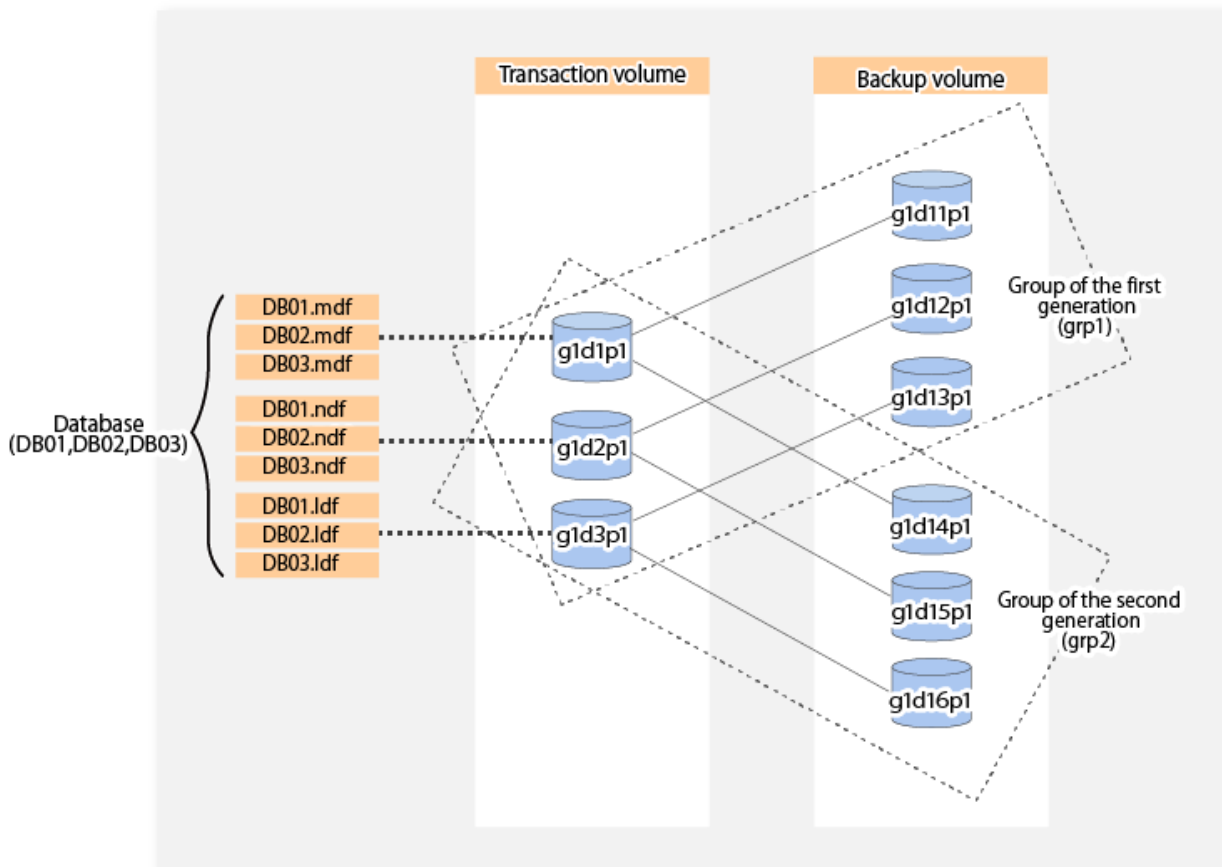 Transaction volume
Backup volume
Database
(DB01,DB02,DB03)
DB01.mdf
DB02.mdf
DB03.mdf
DB01.ndf
DB02.ndf
DB03.ndf
DB01.ldf
DB02.ldf
DB03.ldf
g1d1p1
g1d2p1
g1d3p1
g1d11p1
g1d12p1
g1d13p1
Group of the first
generation
(grp1)
g1d14p1
g1d15p1
g1d16p1
Group of the second
generation
(grp2)